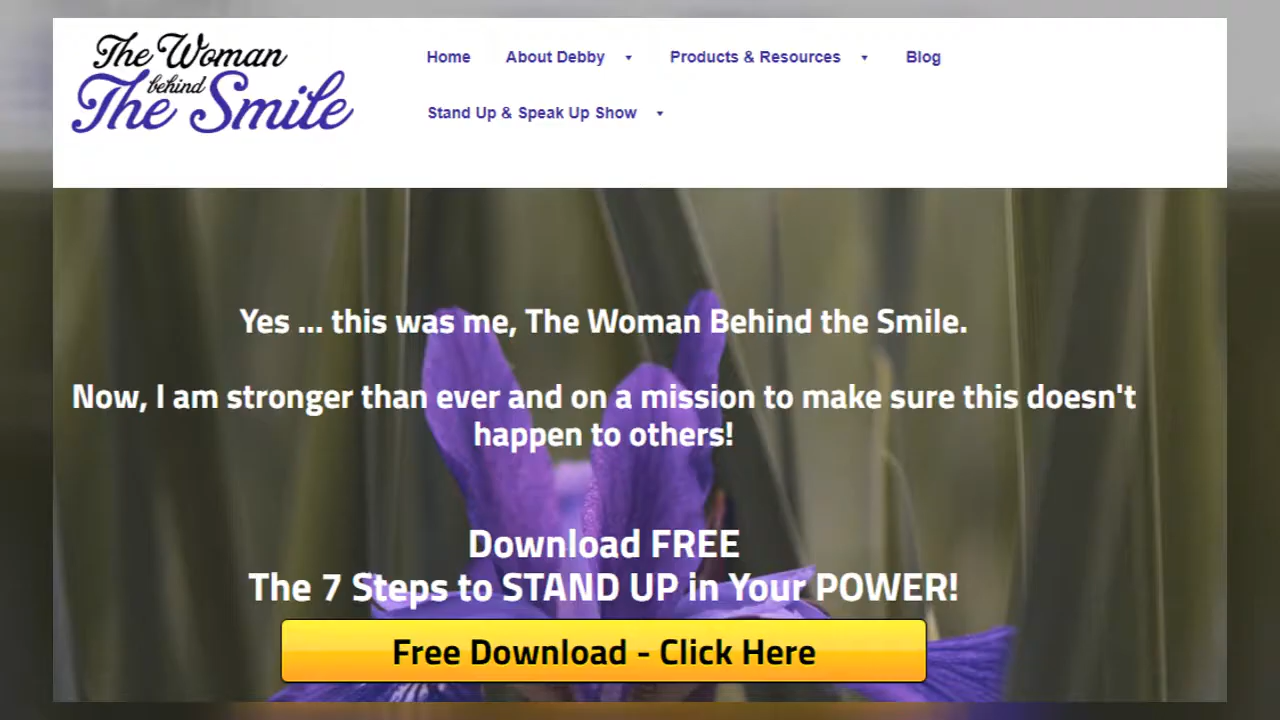 The Woman
behind
The Smile
Home About Debby Products & Resources Blog
Stand Up & Speak Up Show
Yes ... this was me, The Woman Behind the Smile.
Now, I am stronger than ever and on a mission to make sure this doesn't
happen to others!
Download FREE
The 7 Steps to STAND UP in Your POWER!
Free Download - Click Here